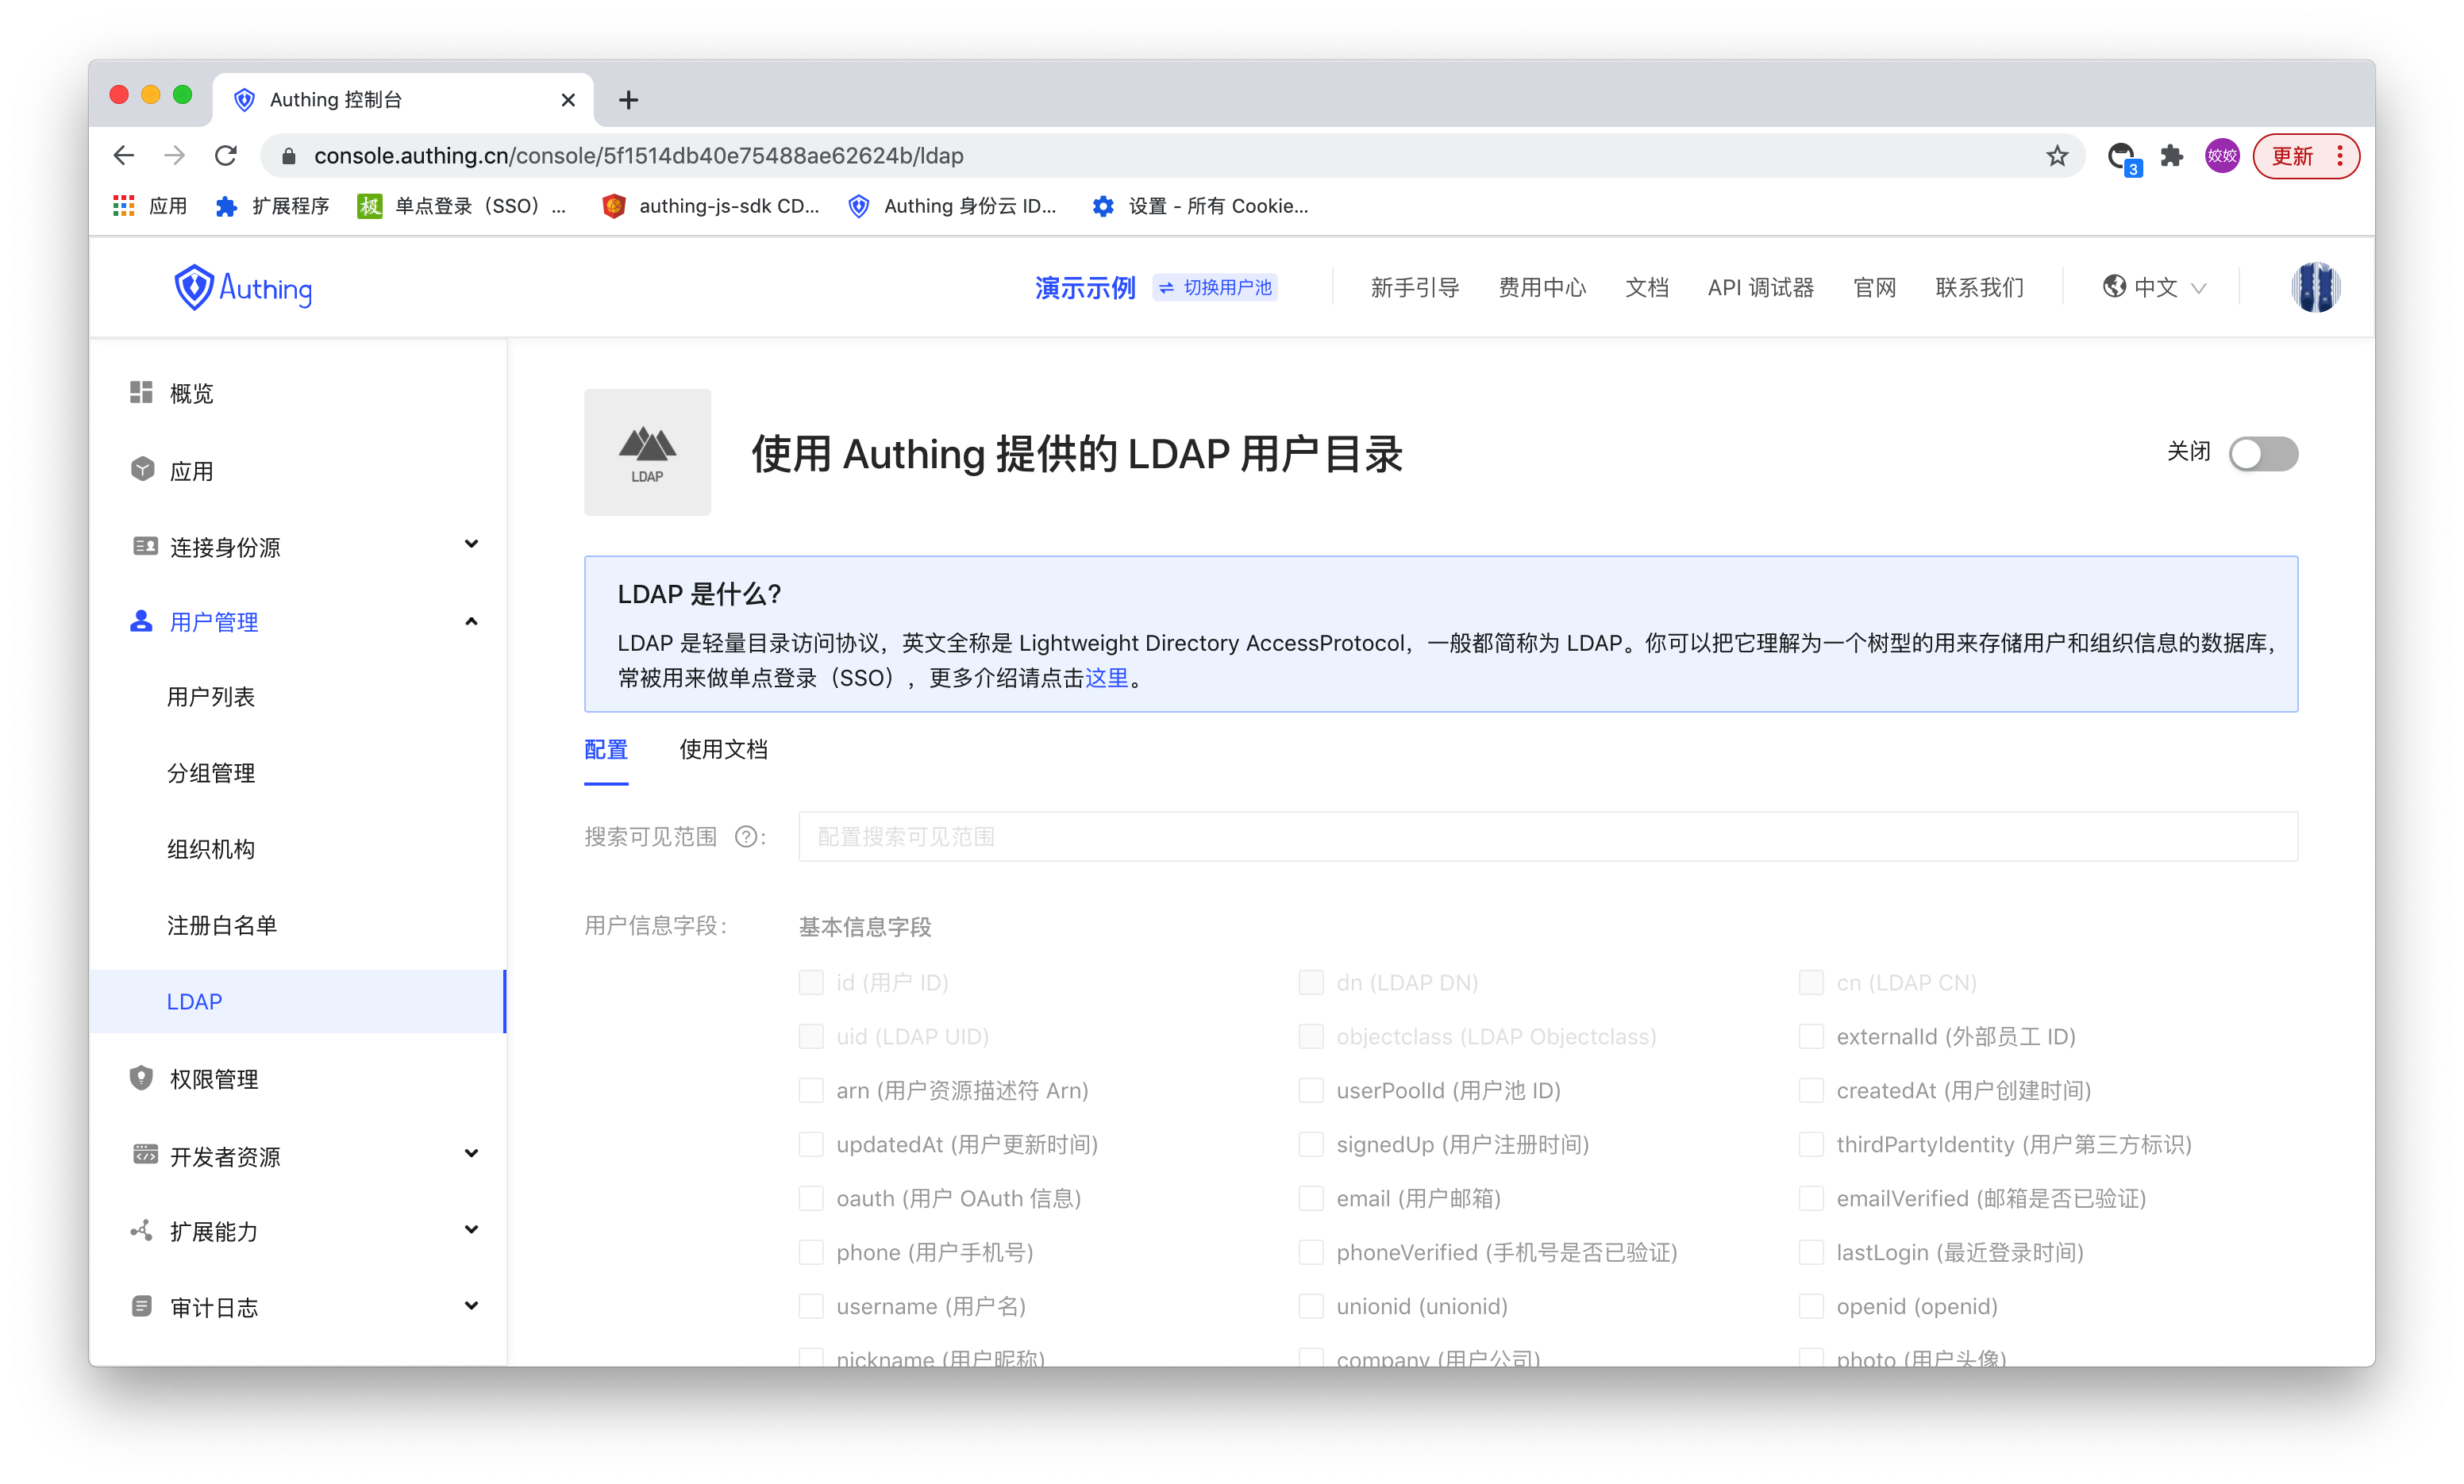 Authing 控制台
console.authing.cn/console/5f1514db40e75488ae62624b/ldap
3
姣姣
更新
应用
扩展程序
极
单点登录（SSO）...
authing-js-sdk CD...
Authing 身份云 ID...
设置 - 所有 Cookie...
Authing
演示示例
切换用户池
新手引导
费用中心
文档
API 调试器
官网
联系我们
中文
概览
应用
连接身份源
用户管理
用户列表
分组管理
组织机构
注册白名单
LDAP
权限管理
开发者资源
扩展能力
审计日志
LDAP
使用 Authing 提供的 LDAP 用户目录
关闭
LDAP 是什么?
LDAP 是轻量目录访问协议，英文全称是 Lightweight Directory AccessProtocol，一般都简称为 LDAP。你可以把它理解为一个树型的用来存储用户和组织信息的数据库，
常被用来做单点登录（SSO），更多介绍请点击这里。
配置
使用文档
搜索可见范围 ?:
配置搜索可见范围
用户信息字段:
基本信息字段
id (用户 ID)
dn (LDAP DN)
cn (LDAP CN)
uid (LDAP UID)
objectclass (LDAP Objectclass)
externalId (外部员工 ID)
arn (用户资源描述符 Arn)
userPoolId (用户池 ID)
createdAt (用户创建时间)
updatedAt (用户更新时间)
signedUp (用户注册时间)
thirdPartyIdentity (用户第三方标识)
oauth (用户 OAuth 信息)
email (用户邮箱)
emailVerified (邮箱是否已验证)
phone (用户手机号)
phoneVerified (手机号是否已验证)
lastLogin (最近登录时间)
username (用户名)
unionid (unionid)
openid (openid)
nickname (用户昵称)
company (用户公司)
photo (用户头像)